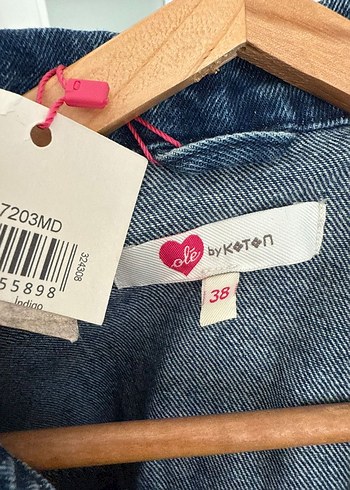 7203MD
324308
55898
Indigo
olé by KOTON
38